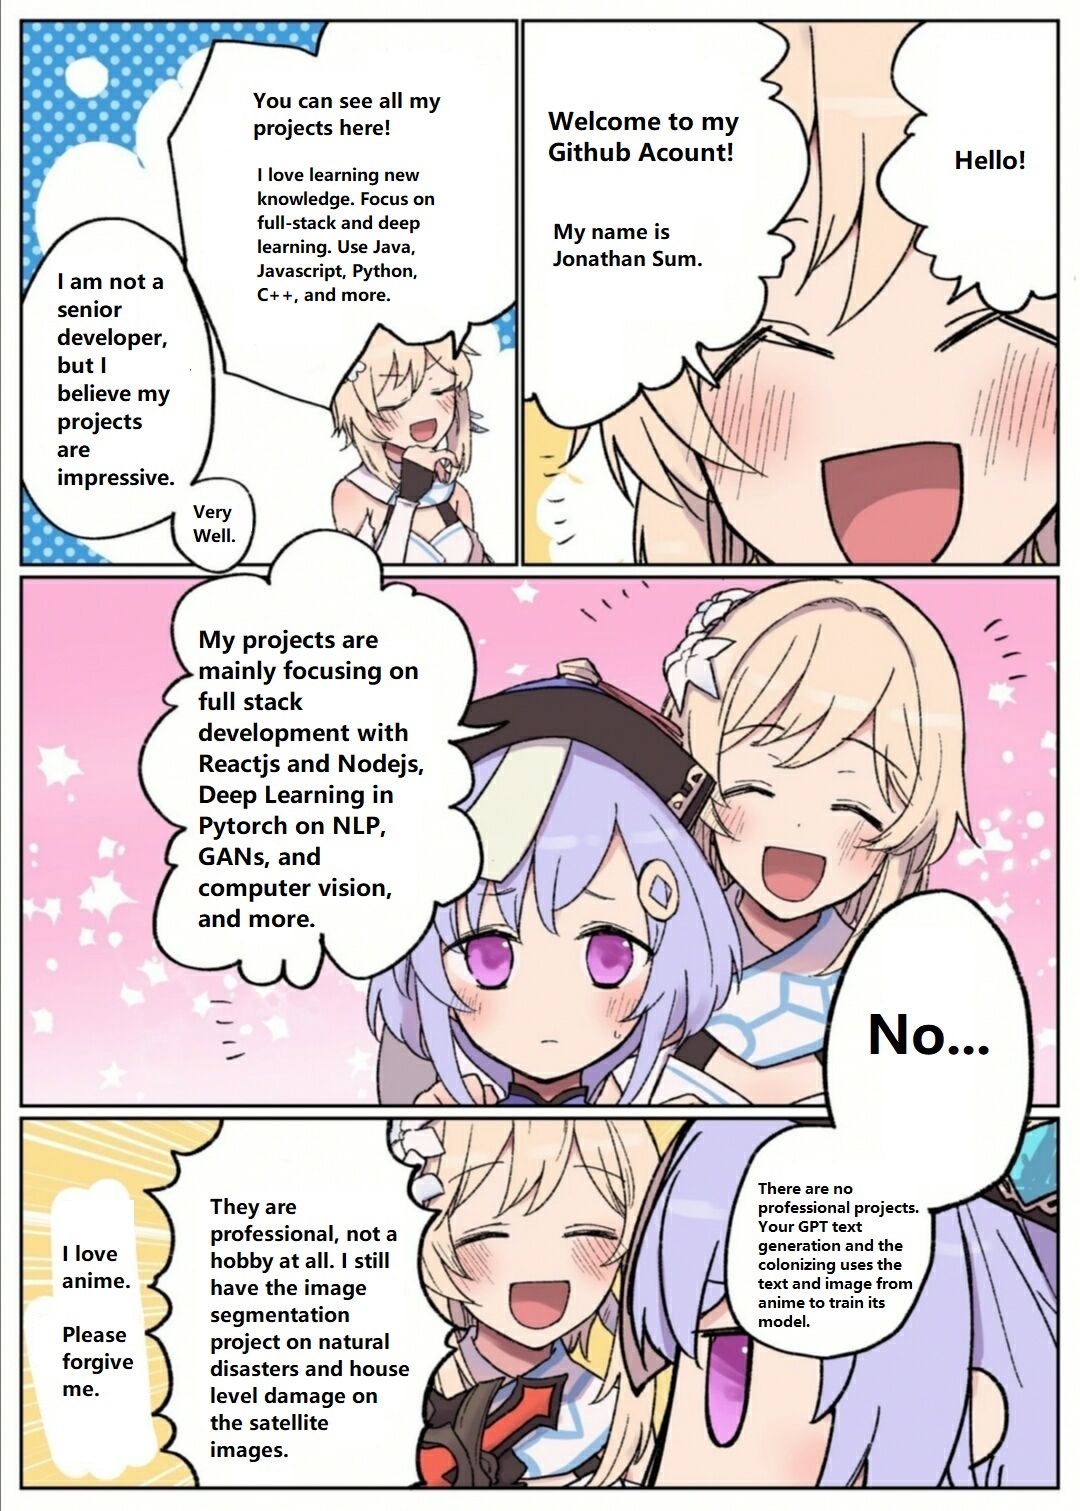 Hello!
Welcome to my
Github Acount!
My name is
Jonathan Sum.
You can see all my
projects here!
I love learning new
knowledge. Focus on
full-stack and deep
learning. Use Java,
Javascript, Python,
C++, and more.
I am not a
senior
developer,
but I
believe my
projects
are
impressive.
Very
Well.
My projects are
mainly focusing on
full stack
development with
Reactjs and Nodejs,
Deep Learning in
Pytorch on NLP,
GANs, and
computer vision,
and more.
No...
There are no
professional projects.
Your GPT text
generation and the
colonizing uses the
text and image from
anime to train its
model.
They are
professional, not a
hobby at all. I still
have the image
segmentation
project on natural
disasters and house
level damage on
the satellite
images.
I love
anime.
Please
forgive
me.